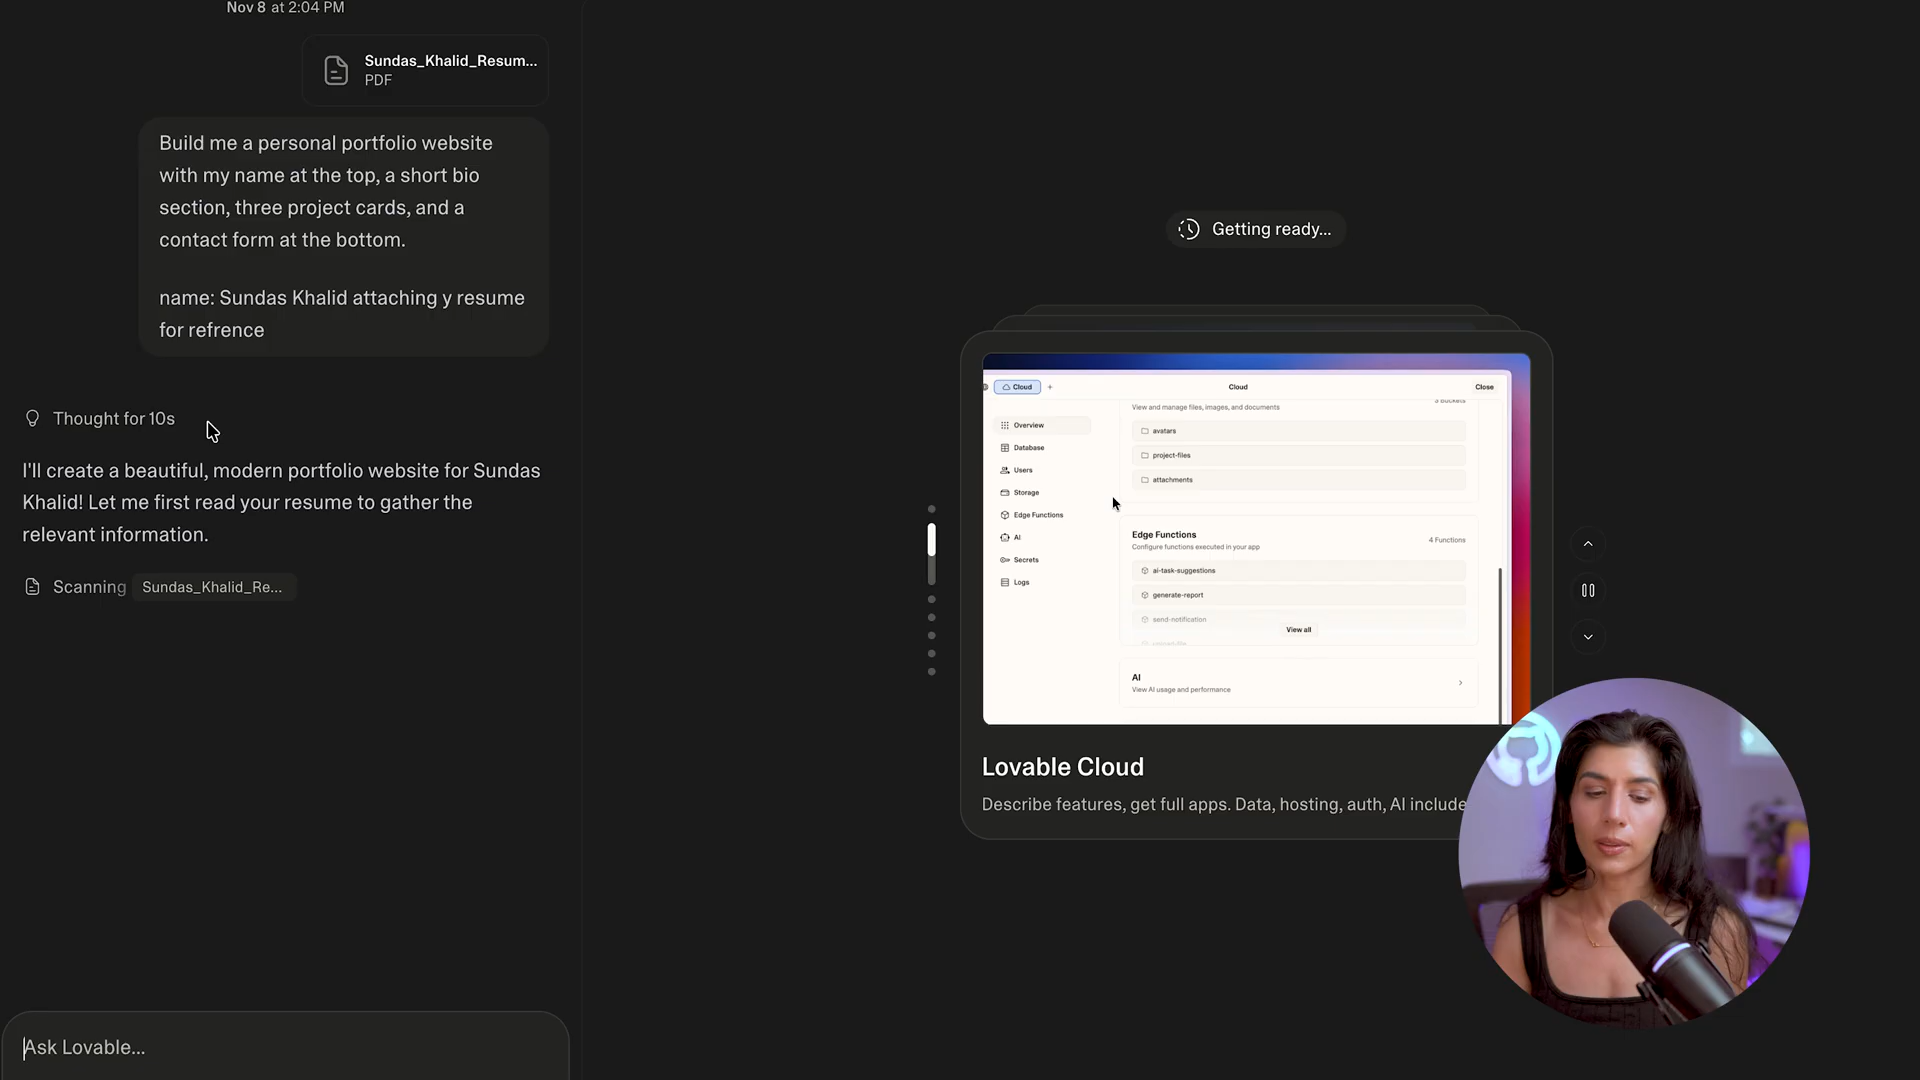 Nov 8 at 2:04 PM
Sundas_Khalid_Resum...
PDF
Build me a personal portfolio website
with my name at the top, a short bio
section, three project cards, and a
contact form at the bottom.
name: Sundas Khalid attaching y resume
for refrence
Thought for 10s
I'll create a beautiful, modern portfolio website for Sundas
Khalid! Let me first read your resume to gather the
relevant information.
Scanning Sundas_Khalid_Re...
Ask Lovable...
Getting ready...
Cloud
+
Cloud
Close
Overview
Database
Users
Storage
Edge Functions
AI
Secrets
Logs
View and manage files, images, and documents
3 Buckets
avatars
project-files
attachments
Edge Functions
Configure functions executed in your app
4 Functions
ai-task-suggestions
generate-report
send-notification
View all
AI
View AI usage and performance
Lovable Cloud
Describe features, get full apps. Data, hosting, auth, AI include